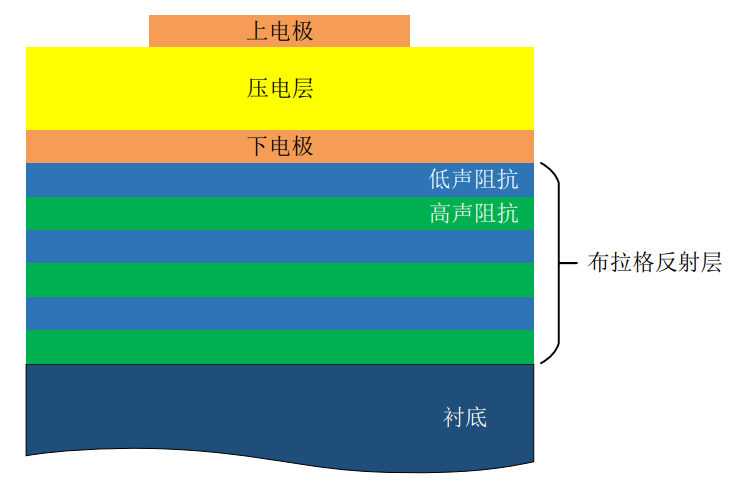 上电极
压电层
下电极
低声阻抗
高声阻抗
布拉格反射层
衬底